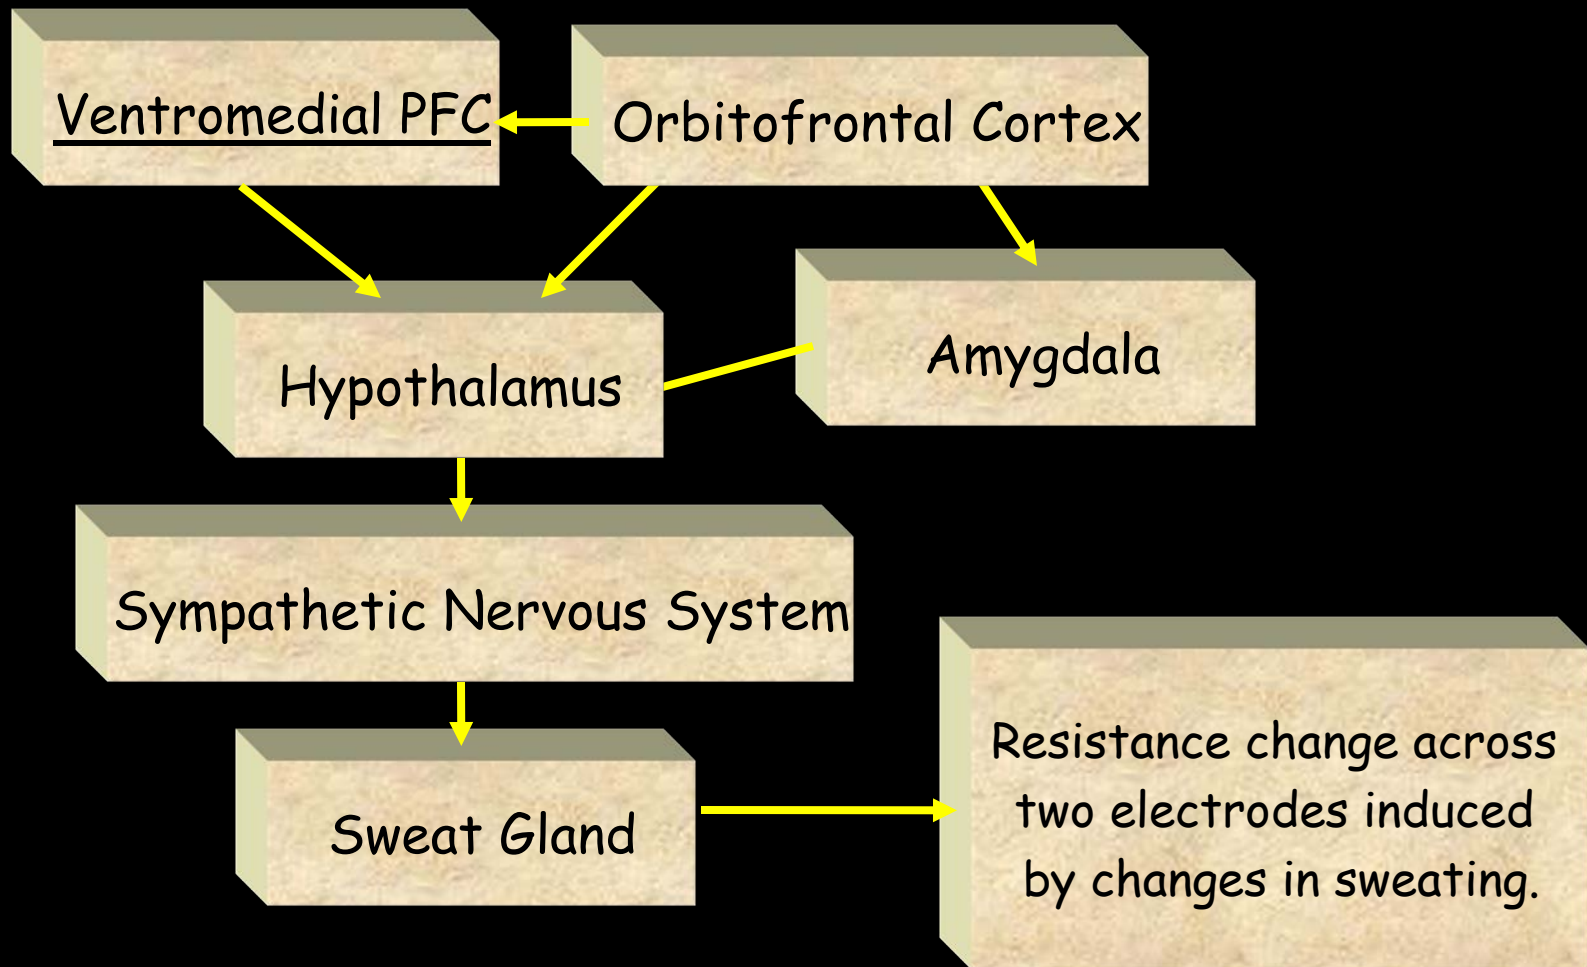 Ventromedial PFC
Orbitofrontal Cortex
Hypothalamus
Amygdala
Sympathetic Nervous System
Sweat Gland
Resistance change across
two electrodes induced
by changes in sweating.